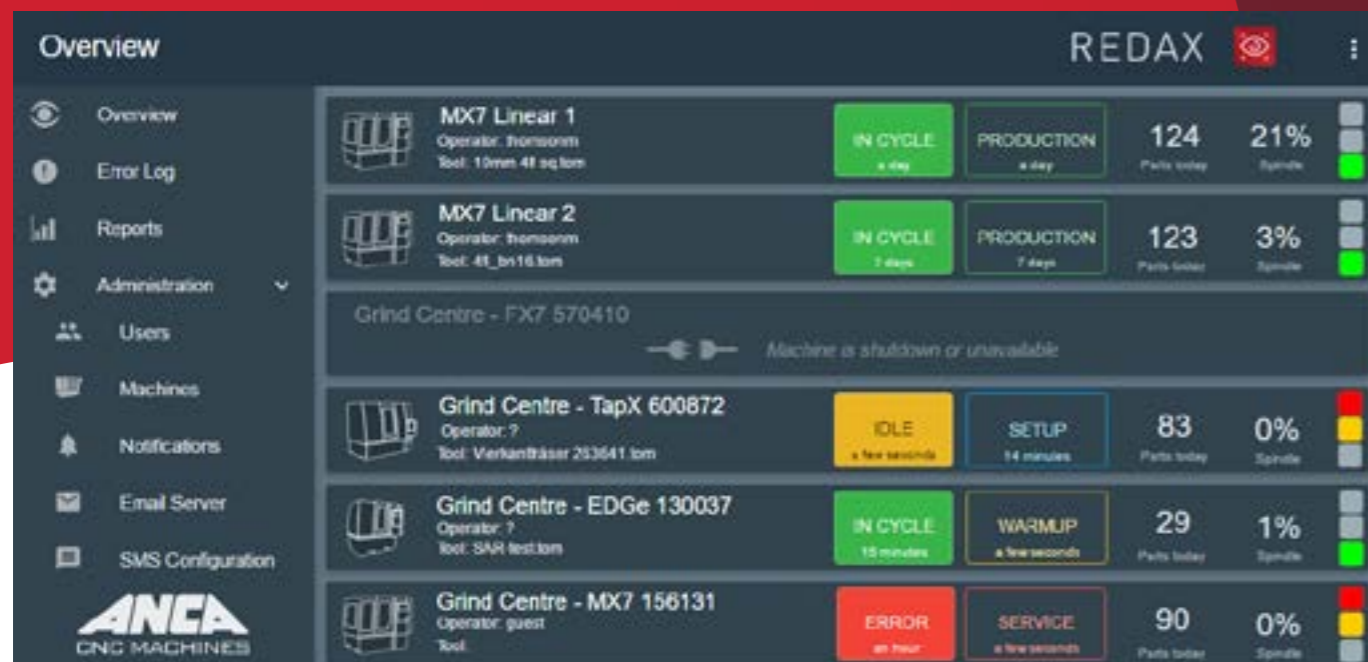 Overview
REDAX
Overview
Error Log
Reports
Administration
Users
Machines
Notifications
Email Server
SMS Configuration
ANCA
CNC MACHINES
MX7 Linear 1
Operator: thomsonm
Tool: 10mm 4fl sq.tom
IN CYCLE
a day
PRODUCTION
a day
124
Parts today
21%
Spindle
MX7 Linear 2
Operator: thomsonm
Tool: 4fl_bn16.tom
IN CYCLE
7 days
PRODUCTION
7 days
123
Parts today
3%
Spindle
Grind Centre - FX7 570410
Machine is shutdown or unavailable
Grind Centre - TapX 600872
Operator: ?
Tool: Vierkantfräser 263641.tom
IDLE
a few seconds
SETUP
14 minutes
83
Parts today
0%
Spindle
Grind Centre - EDGe 130037
Operator: ?
Tool: SAR test.tom
IN CYCLE
15 minutes
WARMUP
a few seconds
29
Parts today
1%
Spindle
Grind Centre - MX7 156131
Operator: guest
Tool:
ERROR
an hour
SERVICE
a few seconds
90
Parts today
0%
Spindle